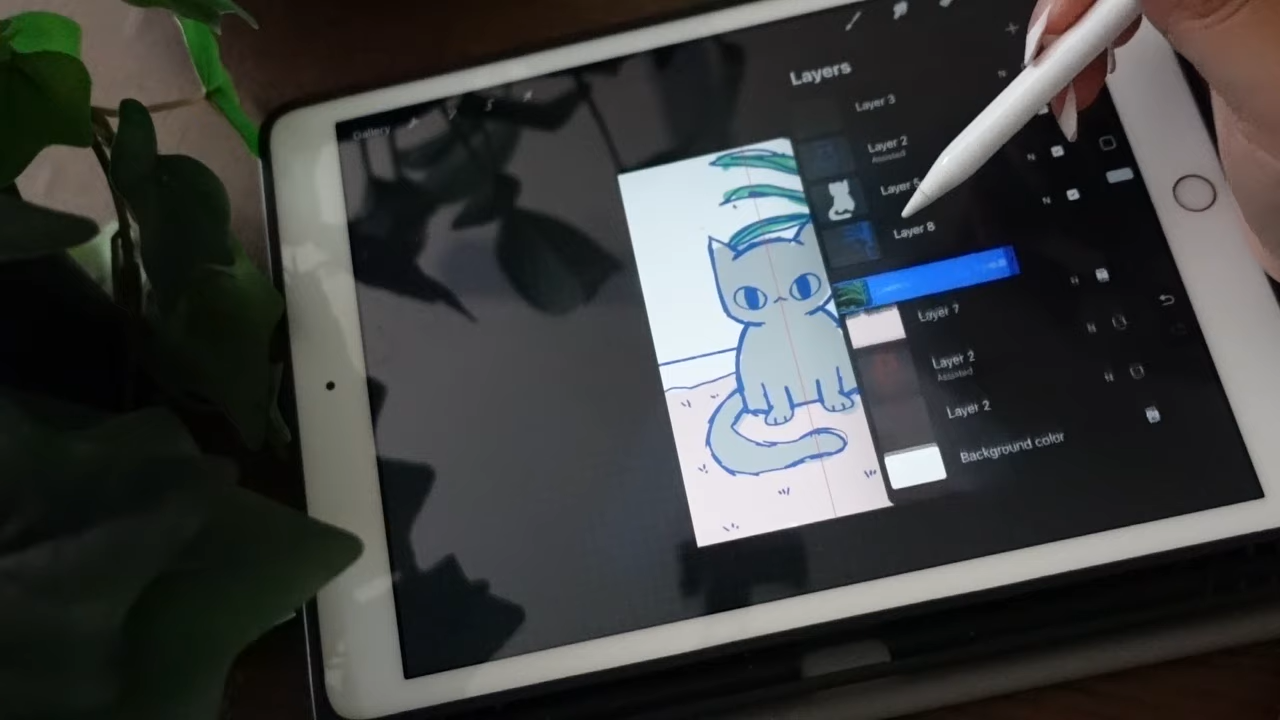 Gallery
Layers
Layer 3
Layer 2
Assisted
Layer 5
N
Layer 8
N
N
Layer 7
N
Layer 2
Assisted
N
Layer 2
Background color